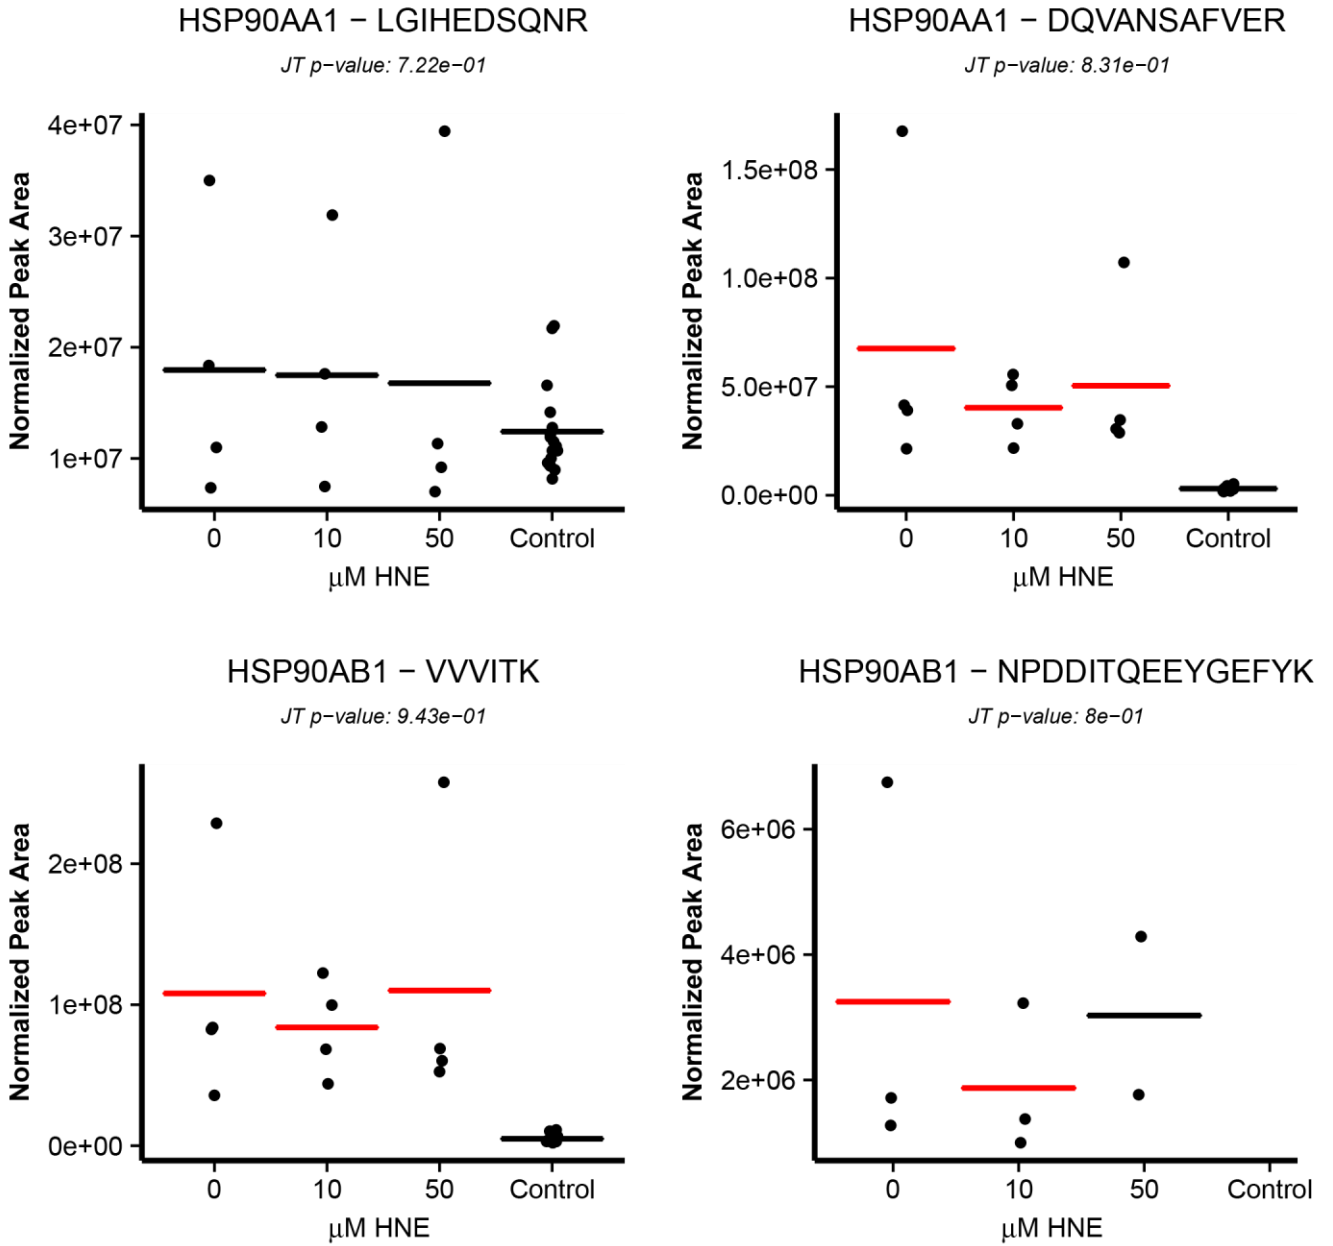 HSP90AA1 − LGIHEDSQNR
JT p−value: 7.22e−01
Normalized Peak Area
4e+07
3e+07
2e+07
1e+07
0 10 50 Control
μM HNE
HSP90AA1 − DQVANSAFVER
JT p−value: 8.31e−01
Normalized Peak Area
1.5e+08
1.0e+08
5.0e+07
0.0e+00
0 10 50 Control
μM HNE
HSP90AB1 − VVVITK
JT p−value: 9.43e−01
Normalized Peak Area
2e+08
1e+08
0e+00
0 10 50 Control
μM HNE
HSP90AB1 − NPDDITQEEYGEFYK
JT p−value: 8e−01
Normalized Peak Area
6e+06
4e+06
2e+06
0 10 50 Control
μM HNE